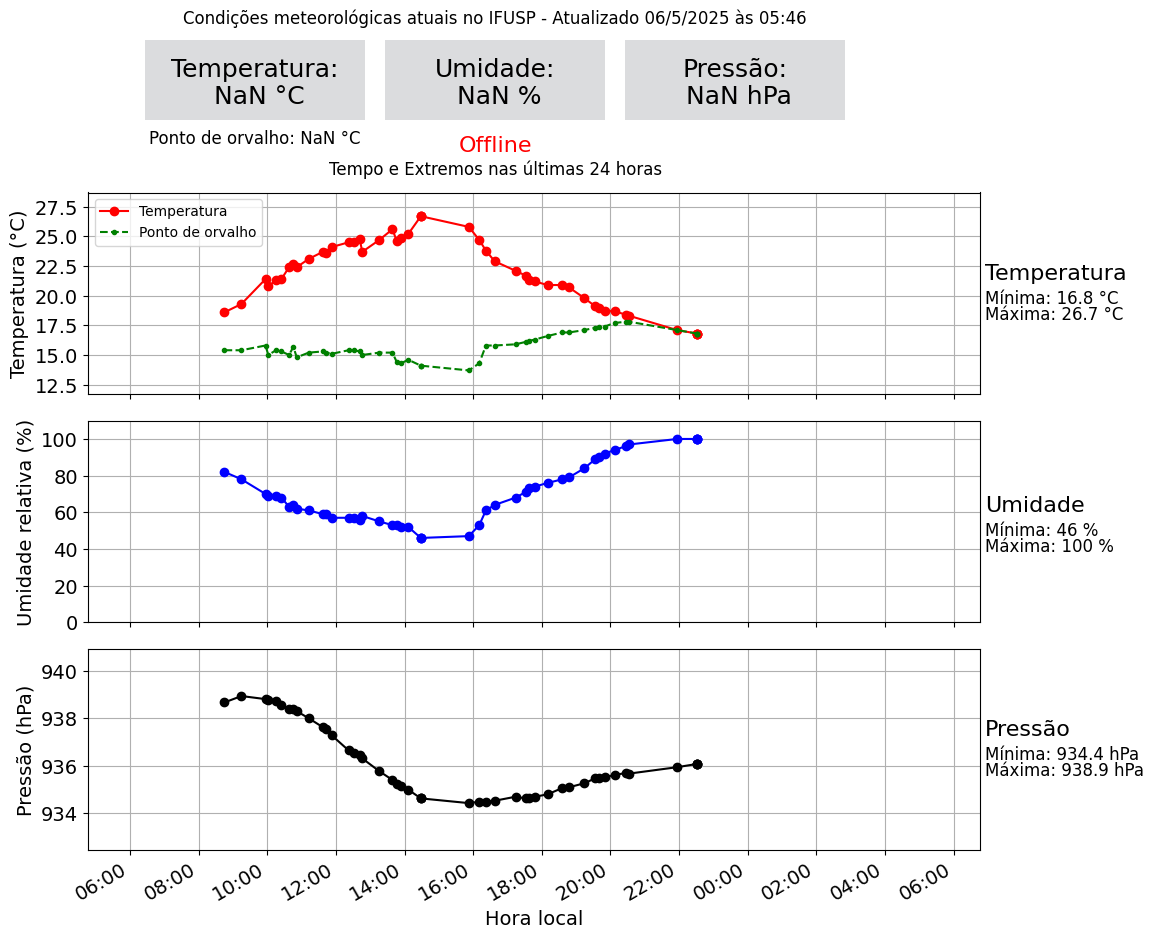 Condições meteorológicas atuais no IFUSP - Atualizado 06/5/2025 às 05:46
Temperatura:
NaN °C
Umidade:
NaN %
Pressão:
NaN hPa
Ponto de orvalho: NaN °C
Offline
Tempo e Extremos nas últimas 24 horas
Temperatura (°C)
27.5
25.0
22.5
20.0
17.5
15.0
12.5
Temperatura
Ponto de orvalho
Temperatura
Mínima: 16.8 °C
Máxima: 26.7 °C
Umidade relativa (%)
100
80
60
40
20
0
Umidade
Mínima: 46 %
Máxima: 100 %
Pressão (hPa)
940
938
936
934
Pressão
Mínima: 934.4 hPa
Máxima: 938.9 hPa
06:00
08:00
10:00
12:00
14:00
16:00
18:00
20:00
22:00
00:00
02:00
04:00
06:00
Hora local